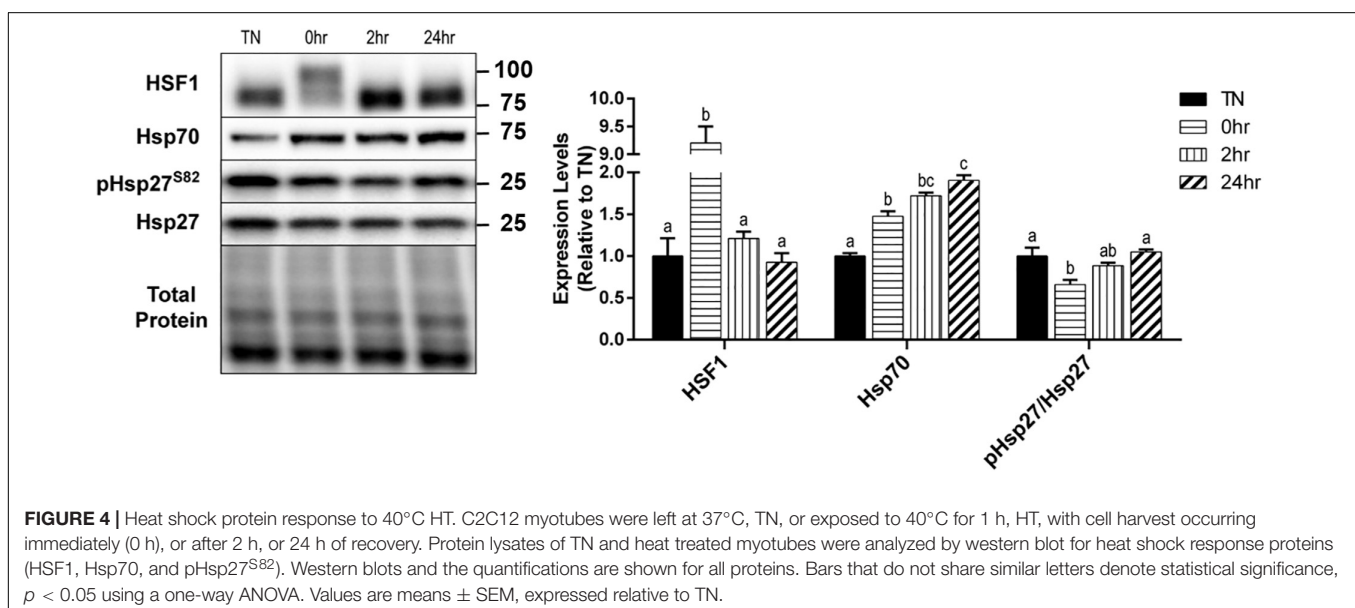 TN 0hr 2hr 24hr
HSF1
100
75
Hsp70
75
pHsp27S82
25
Hsp27
25
Total
Protein
Expression Levels
(Relative to TN)
10.0
9.5
9.0
2.0
1.5
1.0
0.5
0.0
a b a a
a b bc c
a b ab a
HSF1
Hsp70
pHsp27/Hsp27
TN
0hr
2hr
24hr
FIGURE 4 | Heat shock protein response to 40°C HT. C2C12 myotubes were left at 37°C, TN, or exposed to 40°C for 1 h, HT, with cell harvest occurring
immediately (0 h), or after 2 h, or 24 h of recovery. Protein lysates of TN and heat treated myotubes were analyzed by western blot for heat shock response proteins
(HSF1, Hsp70, and pHsp27S82). Western blots and the quantifications are shown for all proteins. Bars that do not share similar letters denote statistical significance,
p < 0.05 using a one-way ANOVA. Values are means ± SEM, expressed relative to TN.